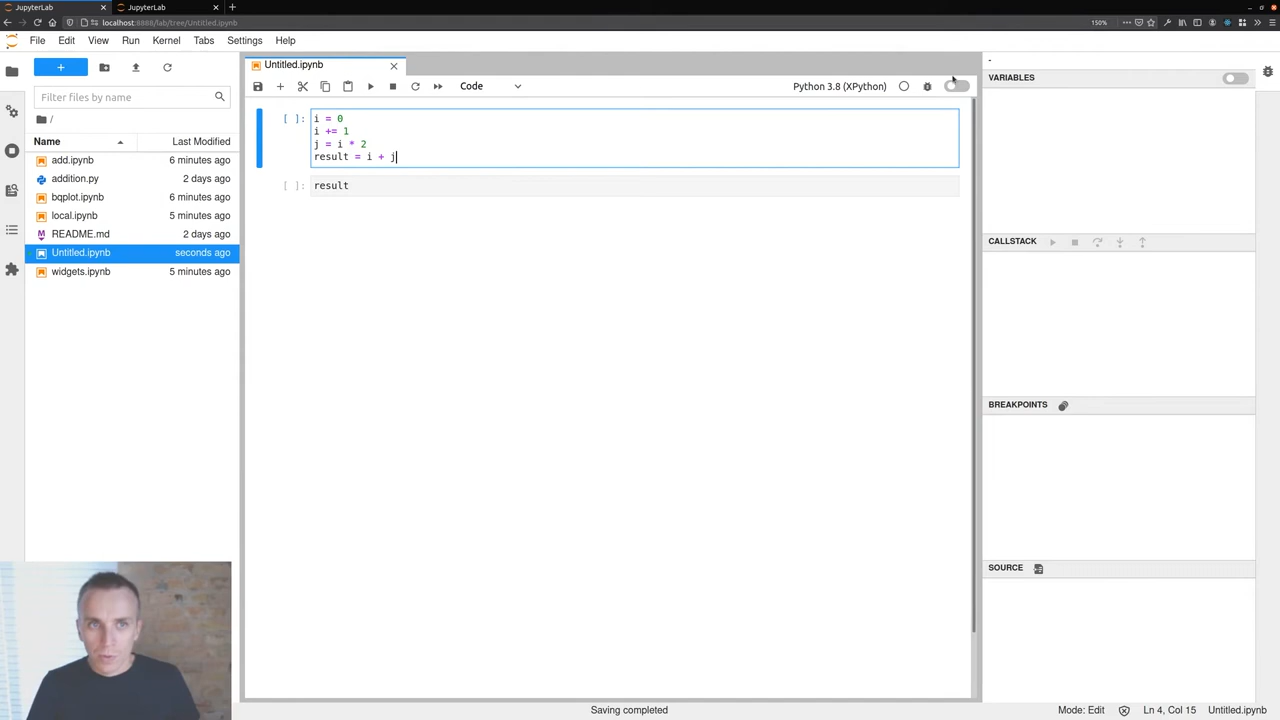 JupyterLab
JupyterLab
localhost:8888/lab/tree/Untitled.ipynb
150%
File Edit View Run Kernel Tabs Settings Help
Filter files by name
/
Name Last Modified
add.ipynb 6 minutes ago
addition.py 2 days ago
bqplot.ipynb 6 minutes ago
local.ipynb 5 minutes ago
README.md 2 days ago
Untitled.ipynb seconds ago
widgets.ipynb 5 minutes ago
Untitled.ipynb
Code
Python 3.8 (XPython)
[ ]:
i = 0
i += 1
j = i * 2
result = i + j
[ ]:
result
-
VARIABLES
CALLSTACK
BREAKPOINTS
SOURCE
Saving completed
Mode: Edit
Ln 4, Col 15
Untitled.ipynb